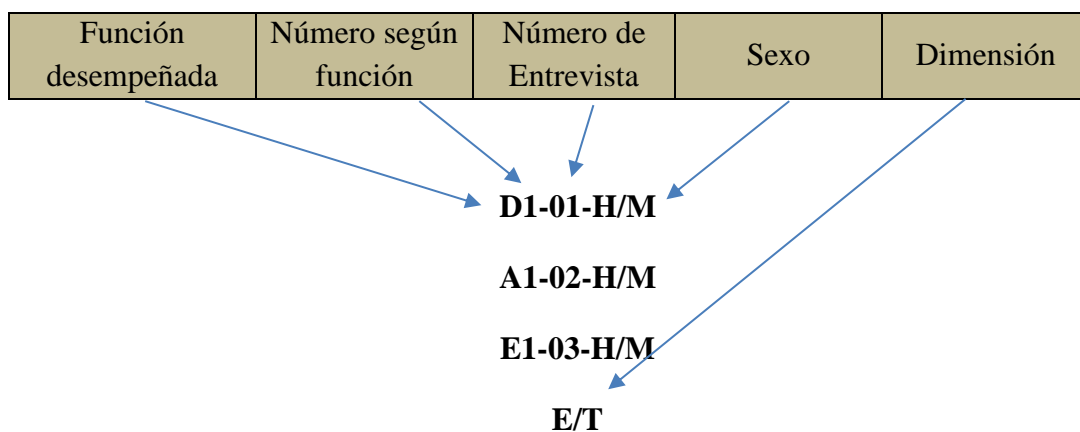 Función
desempeñada
Número según
función
Número de
Entrevista
Sexo
Dimensión
D1-01-H/M
A1-02-H/M
E1-03-H/M
E/T